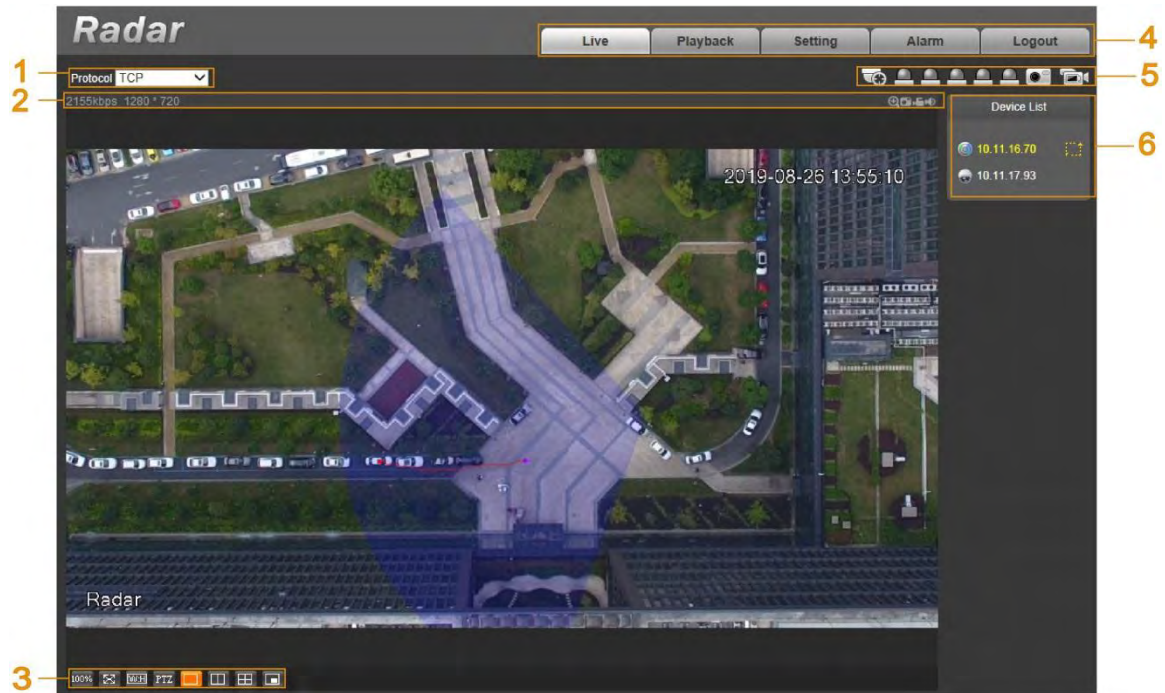 Radar
Live Playback Setting Alarm Logout
4
1
Protocol TCP
5
2
2155kbps 1280 * 720
Device List
2019-08-26 13:55:10
10.11.16.70
6
10.11.17.93
Radar
3
100% W:H PTZ